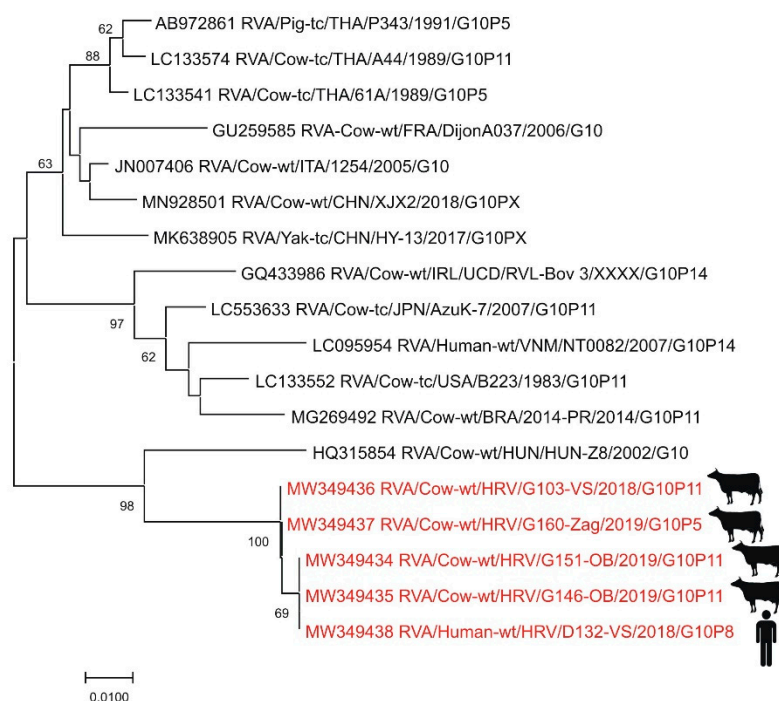 62
AB972861 RVA/Pig-tc/THA/P343/1991/G10P5
88
LC133574 RVA/Cow-tc/THA/A44/1989/G10P11
LC133541 RVA/Cow-tc/THA/61A/1989/G10P5
GU259585 RVA-Cow-wt/FRA/DijonA037/2006/G10
63
JN007406 RVA/Cow-wt/ITA/1254/2005/G10
MN928501 RVA/Cow-wt/CHN/XJX2/2018/G10PX
MK638905 RVA/Yak-tc/CHN/HY-13/2017/G10PX
GQ433986 RVA/Cow-wt/IRL/UCD/RVL-Bov 3/XXXX/G10P14
97
LC553633 RVA/Cow-tc/JPN/AzuK-7/2007/G10P11
62
LC095954 RVA/Human-wt/VNM/NT0082/2007/G10P14
LC133552 RVA/Cow-tc/USA/B223/1983/G10P11
MG269492 RVA/Cow-wt/BRA/2014-PR/2014/G10P11
HQ315854 RVA/Cow-wt/HUN/HUN-Z8/2002/G10
98
MW349436 RVA/Cow-wt/HRV/G103-VS/2018/G10P11
MW349437 RVA/Cow-wt/HRV/G160-Zag/2019/G10P5
100
MW349434 RVA/Cow-wt/HRV/G151-OB/2019/G10P11
MW349435 RVA/Cow-wt/HRV/G146-OB/2019/G10P11
69
MW349438 RVA/Human-wt/HRV/D132-VS/2018/G10P8
0.0100